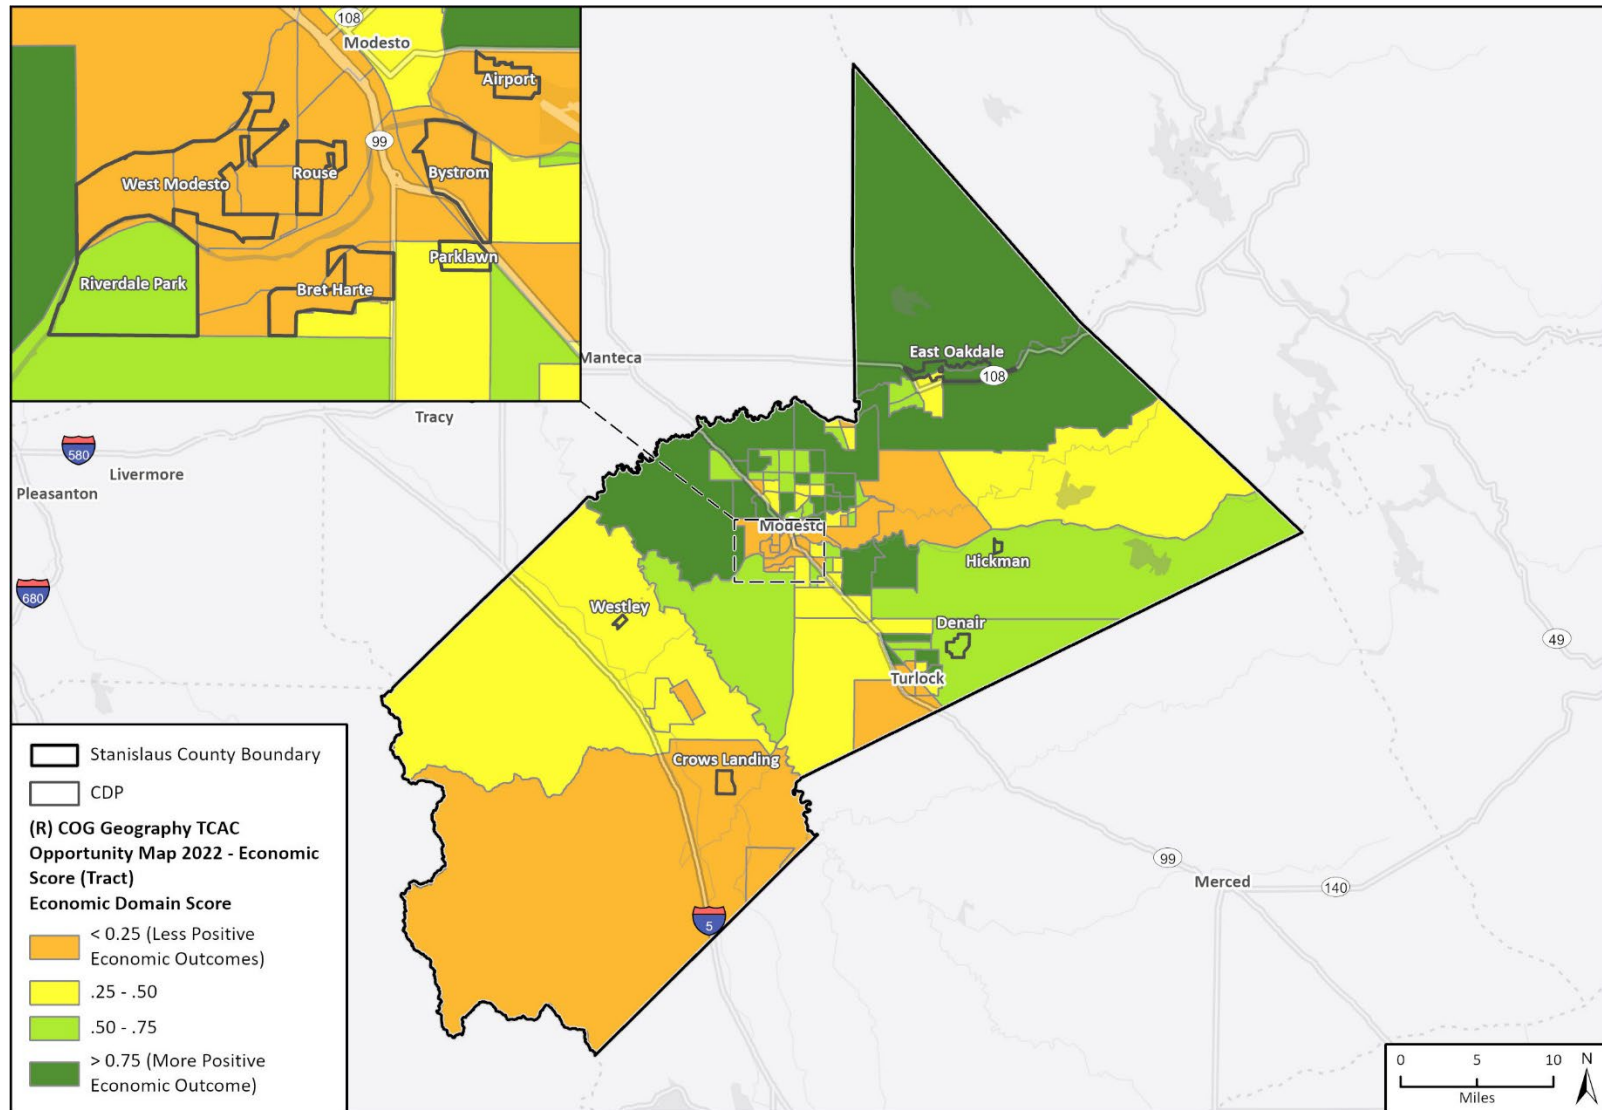 108
Modesto
Airport
99
West Modesto
Rouse
Bystrom
Parklawn
Riverdale Park
Bret Harte
Manteca
East Oakdale
108
Tracy
580
Livermore
Pleasanton
Modesto
Hickman
680
Westley
Denair
49
Turlock
Crows Landing
99
Merced
140
5
Stanislaus County Boundary
CDP
(R) COG Geography TCAC
Opportunity Map 2022 - Economic
Score (Tract)
Economic Domain Score
< 0.25 (Less Positive
Economic Outcomes)
.25 - .50
.50 - .75
> 0.75 (More Positive
Economic Outcome)
0 5 10
Miles
N